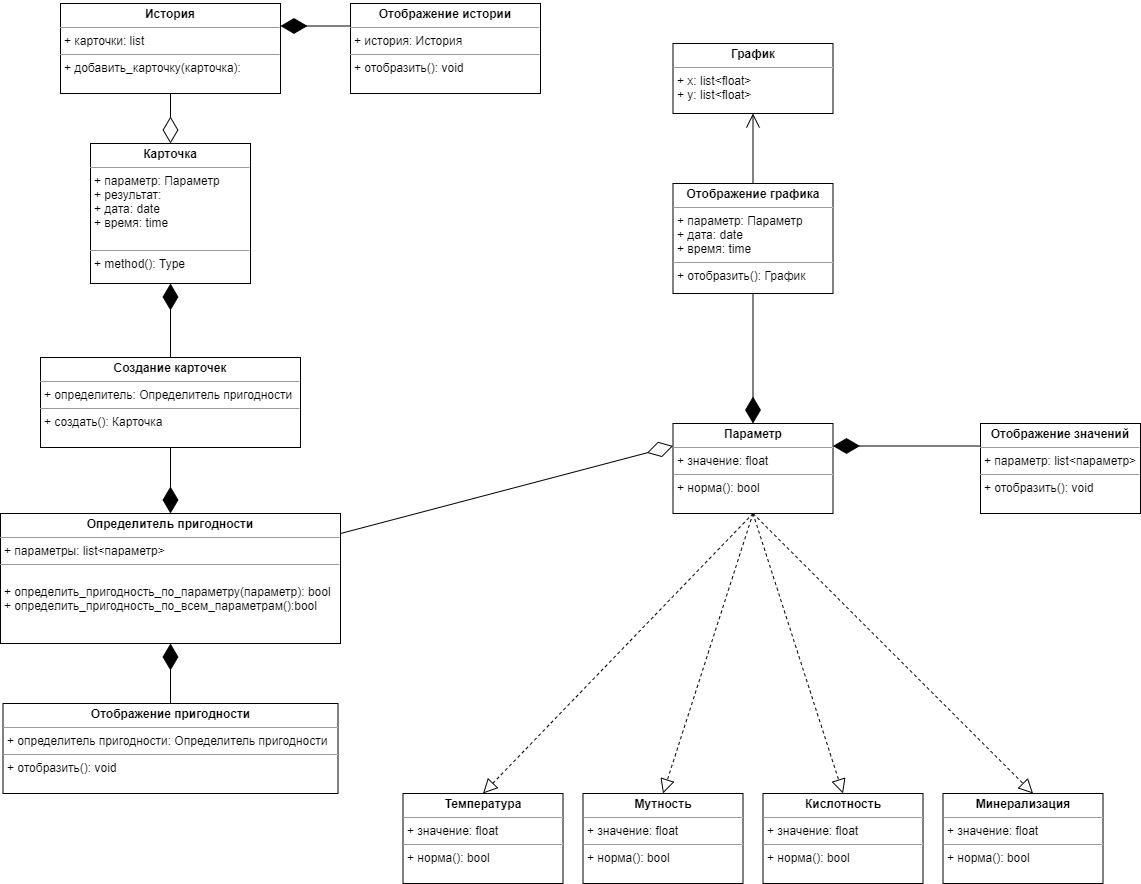 История
+ карточки: list
+ добавить_карточку(карточка):
Отображение истории
+ история: История
+ отобразить(): void
График
+ x: list<float>
+ y: list<float>
Карточка
+ параметр: Параметр
+ результат:
+ дата: date
+ время: time
+ method(): Type
Отображение графика
+ параметр: Параметр
+ дата: date
+ время: time
+ отобразить(): График
Создание карточек
+ определитель: Определитель пригодности
+ создать(): Карточка
Параметр
+ значение: float
+ норма(): bool
Отображение значений
+ параметр: list<параметр>
+ отобразить(): void
Определитель пригодности
+ параметры: list<параметр>
+ определить_пригодность_по_параметру(параметр): bool
+ определить_пригодность_по_всем_параметрам():bool
Отображение пригодности
+ определитель пригодности: Определитель пригодности
+ отобразить(): void
Температура
+ значение: float
+ норма(): bool
Мутность
+ значение: float
+ норма(): bool
Кислотность
+ значение: float
+ норма(): bool
Минерализация
+ значение: float
+ норма(): bool